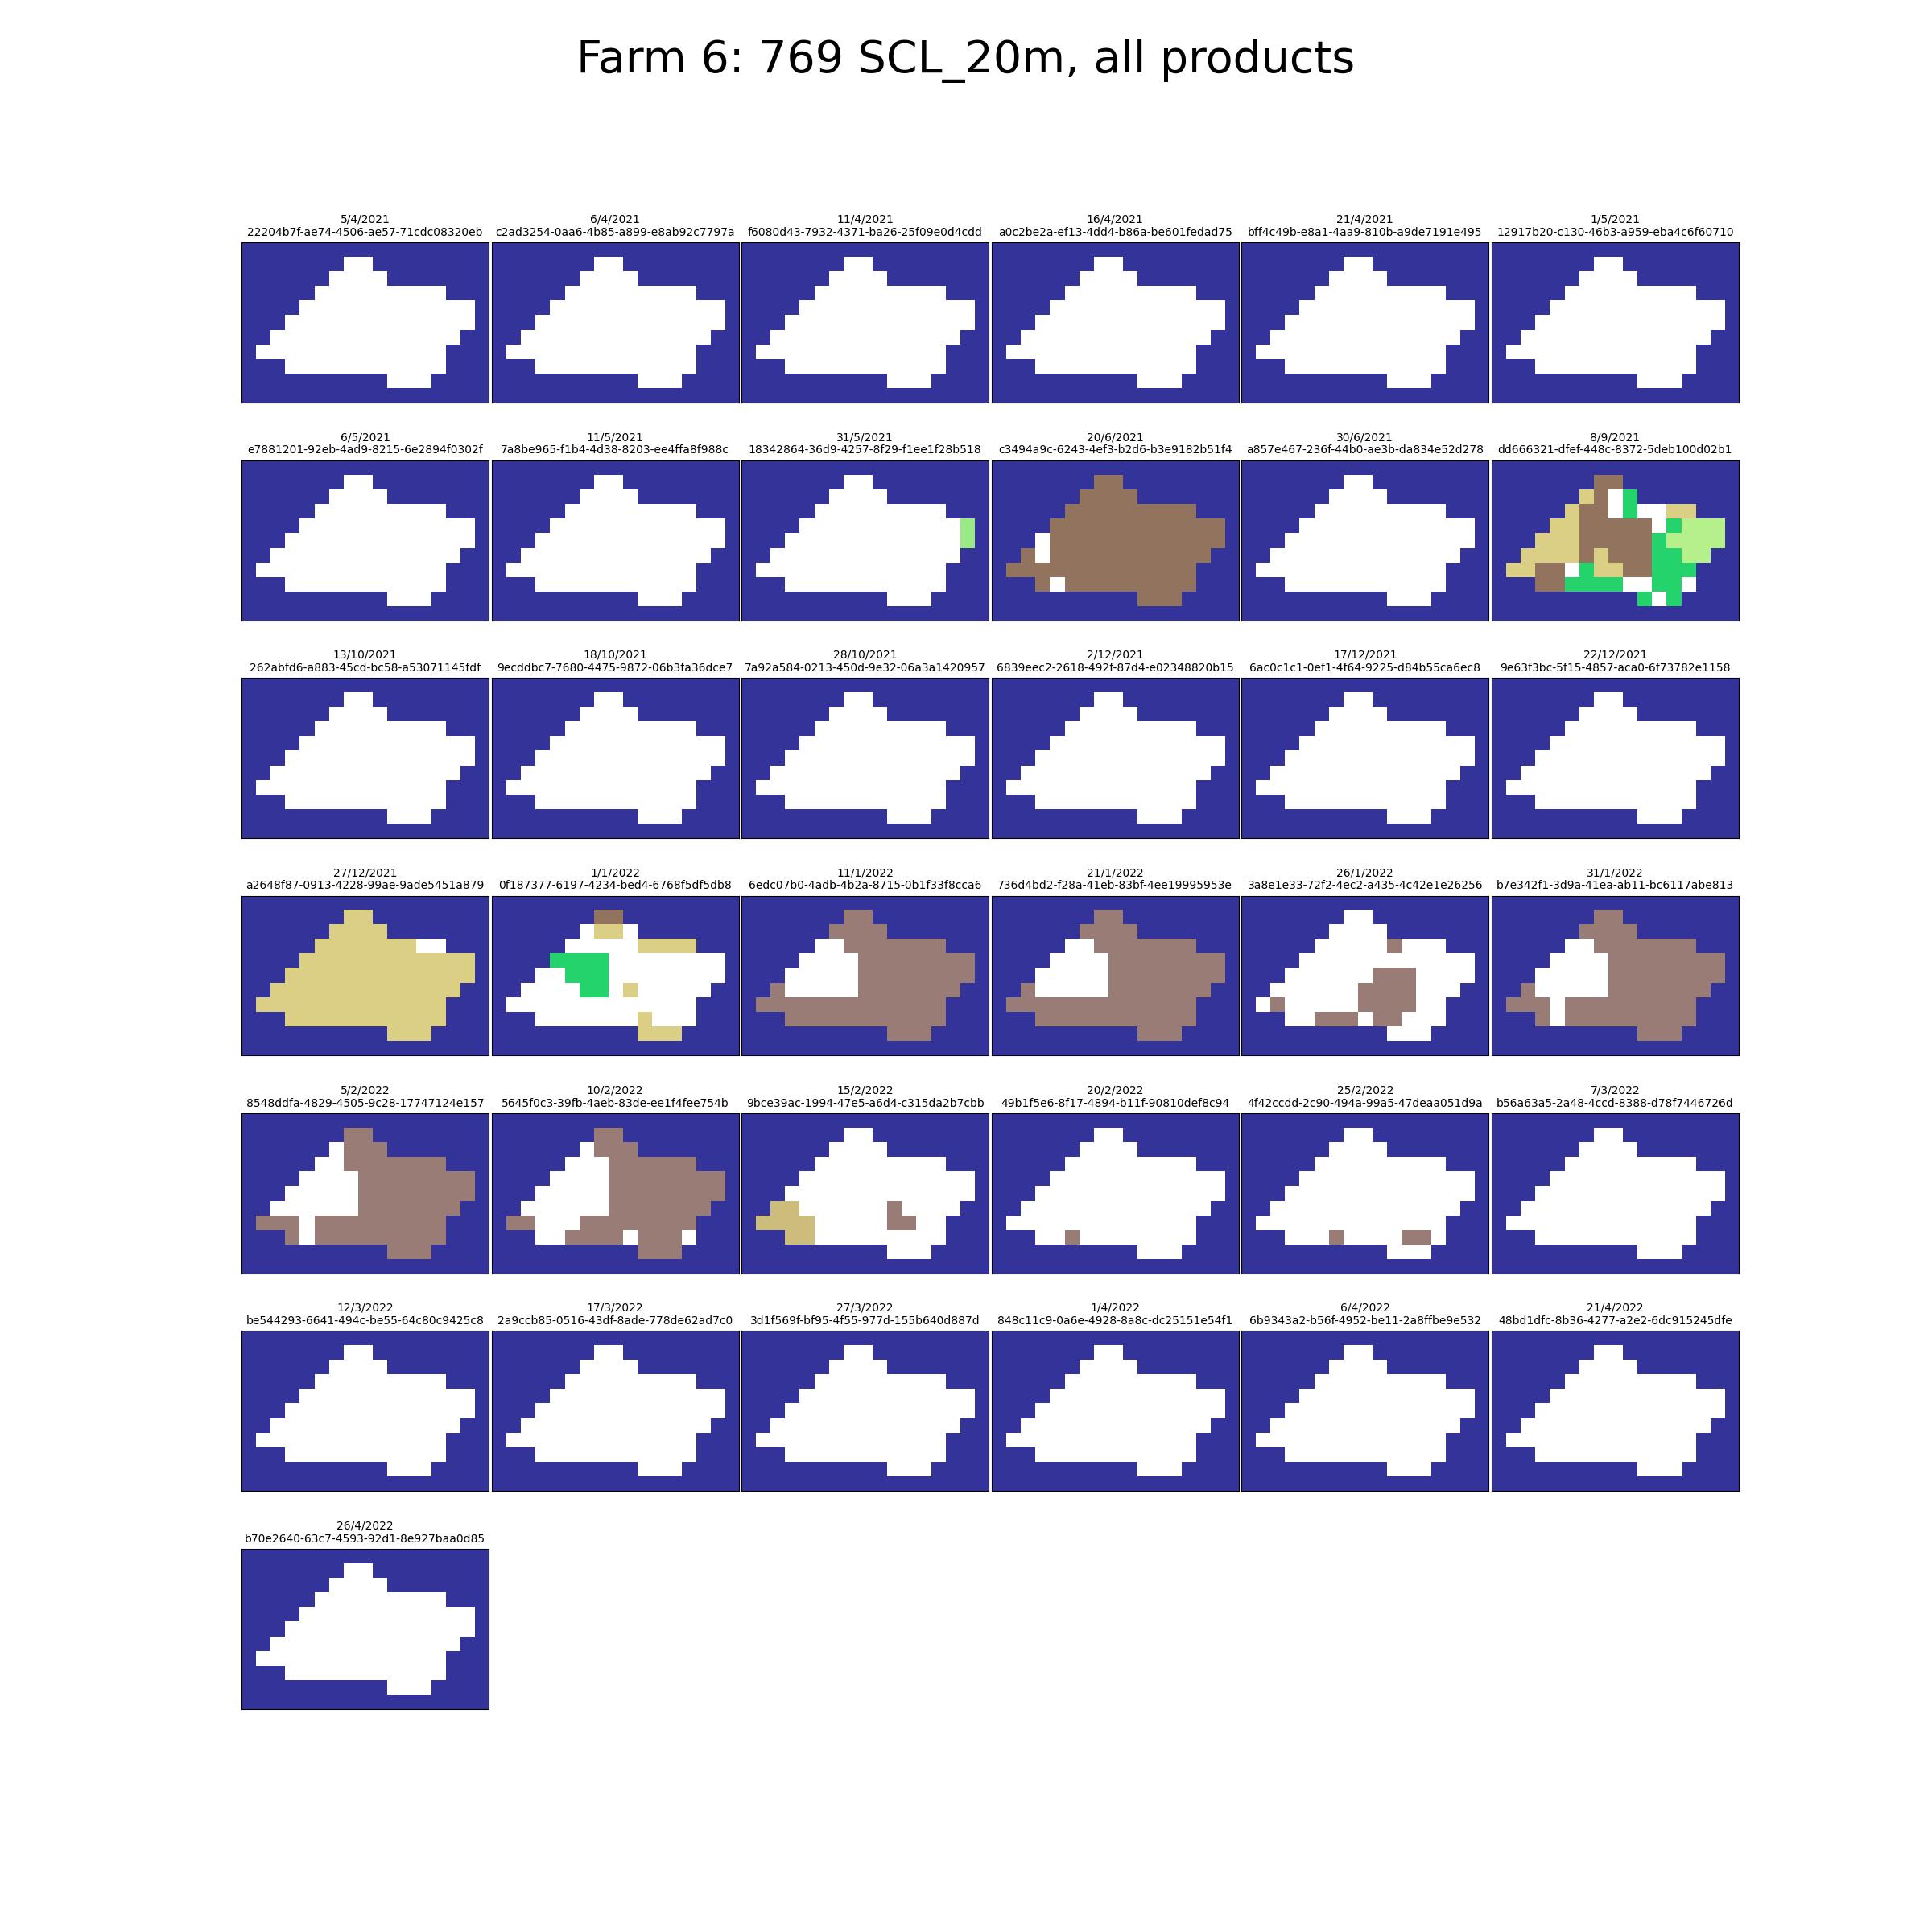 Farm 6: 769 SCL_20m, all products
5/4/2021
22204b7f-ae74-4506-ae57-71cdc08320eb
6/4/2021
c2ad3254-0aa6-4b85-a899-e8ab92c7797a
11/4/2021
f6080d43-7932-4371-ba26-25f09e0d4cdd
16/4/2021
a0c2be2a-ef13-4dd4-b86a-be601fedad75
21/4/2021
bff4c49b-e8a1-4aa9-810b-a9de7191e495
1/5/2021
12917b20-c130-46b3-a959-eba4c6f60710
6/5/2021
e7881201-92eb-4ad9-8215-6e2894f0302f
11/5/2021
7a8be965-f1b4-4d38-8203-ee4ffa8f988c
31/5/2021
18342864-36d9-4257-8f29-f1ee1f28b518
20/6/2021
c3494a9c-6243-4ef3-b2d6-b3e9182b51f4
30/6/2021
a857e467-236f-44b0-ae3b-da834e52d278
8/9/2021
dd666321-dfef-448c-8372-5deb100d02b1
13/10/2021
262abfd6-a883-45cd-bc58-a53071145fdf
18/10/2021
9ecddbc7-7680-4475-9872-06b3fa36dce7
28/10/2021
7a92a584-0213-450d-9e32-06a3a1420957
2/12/2021
6839eec2-2618-492f-87d4-e02348820b15
17/12/2021
6ac0c1c1-0ef1-4f64-9225-d84b55ca6ec8
22/12/2021
9e63f3bc-5f15-4857-aca0-6f73782e1158
27/12/2021
a2648f87-0913-4228-99ae-9ade5451a879
1/1/2022
0f187377-6197-4234-bed4-6768f5df5db8
11/1/2022
6edc07b0-4adb-4b2a-8715-0b1f33f8cca6
21/1/2022
736d4bd2-f28a-41eb-83bf-4ee19995953e
26/1/2022
3a8e1e33-72f2-4ec2-a435-4c42e1e26256
31/1/2022
b7e342f1-3d9a-41ea-ab11-bc6117abe813
5/2/2022
8548ddfa-4829-4505-9c28-17747124e157
10/2/2022
5645f0c3-39fb-4aeb-83de-ee1f4fee754b
15/2/2022
9bce39ac-1994-47e5-a6d4-c315da2b7cbb
20/2/2022
49b1f5e6-8f17-4894-b11f-90810def8c94
25/2/2022
4f42ccdd-2c90-494a-99a5-47deaa051d9a
7/3/2022
b56a63a5-2a48-4ccd-8388-d78f7446726d
12/3/2022
be544293-6641-494c-be55-64c80c9425c8
17/3/2022
2a9ccb85-0516-43df-8ade-778de62ad7c0
27/3/2022
3d1f569f-bf95-4f55-977d-155b640d887d
1/4/2022
848c11c9-0a6e-4928-8a8c-dc25151e54f1
6/4/2022
6b9343a2-b56f-4952-be11-2a8ffbe9e532
21/4/2022
48bd1dfc-8b36-4277-a2e2-6dc915245dfe
26/4/2022
b70e2640-63c7-4593-92d1-8e927baa0d85